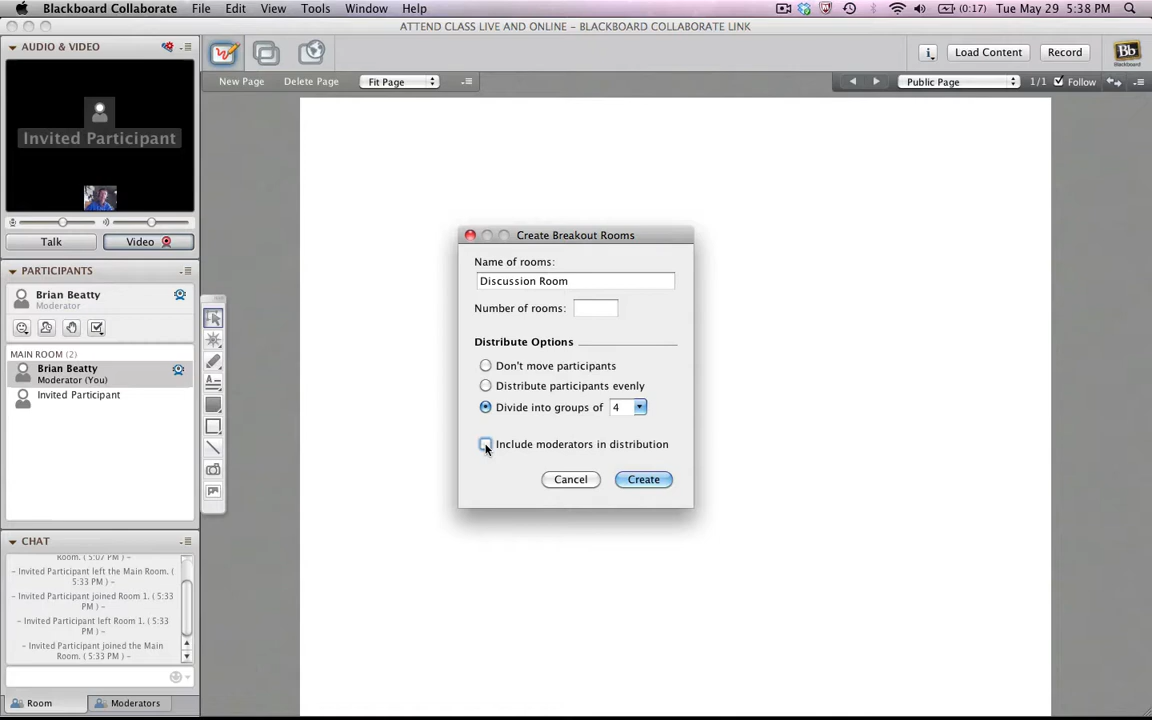 Blackboard Collaborate File Edit View Tools Window Help (0:17) Tue May 29 5:38 PM
ATTEND CLASS LIVE AND ONLINE – BLACKBOARD COLLABORATE LINK
AUDIO & VIDEO
Load Content Record Bb
New Page Delete Page Fit Page Public Page 1/1 Follow
Invited Participant
Talk Video
PARTICIPANTS
Brian Beatty
Moderator
MAIN ROOM (2)
Brian Beatty
Moderator (You)
Invited Participant
CHAT
Room. ( 5:07 PM ) –
– Invited Participant left the Main Room. (
5:33 PM ) –
– Invited Participant joined Room 1. ( 5:33
PM ) –
– Invited Participant left Room 1. ( 5:33
PM ) –
– Invited Participant joined the Main
Room. ( 5:33 PM ) –
Room Moderators
Create Breakout Rooms
Name of rooms:
Discussion Room
Number of rooms:
Distribute Options
Don't move participants
Distribute participants evenly
Divide into groups of 4
Include moderators in distribution
Cancel Create